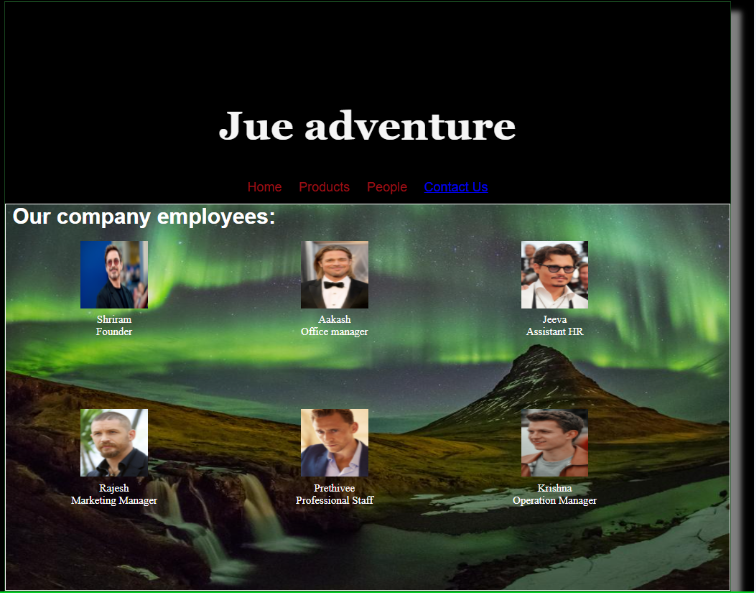 Jue adventure
Home Products People Contact Us
Our company employees:
Shriram Aakash Jeeva
Founder Office manager Assistant HR
Rajesh Prethivee Krishna
Marketing Manager Professional Staff Operation Manager